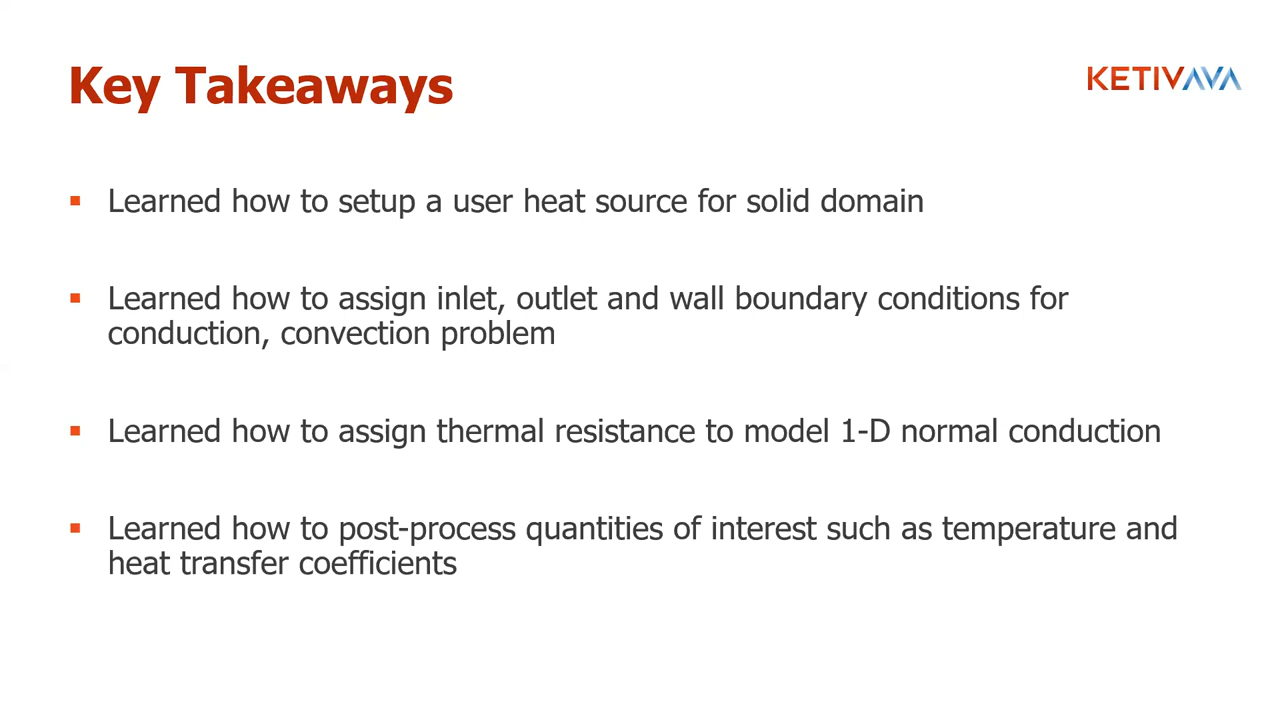 Key Takeaways
KETIVAVA
▪ Learned how to setup a user heat source for solid domain
▪ Learned how to assign inlet, outlet and wall boundary conditions for
conduction, convection problem
▪ Learned how to assign thermal resistance to model 1-D normal conduction
▪ Learned how to post-process quantities of interest such as temperature and
heat transfer coefficients